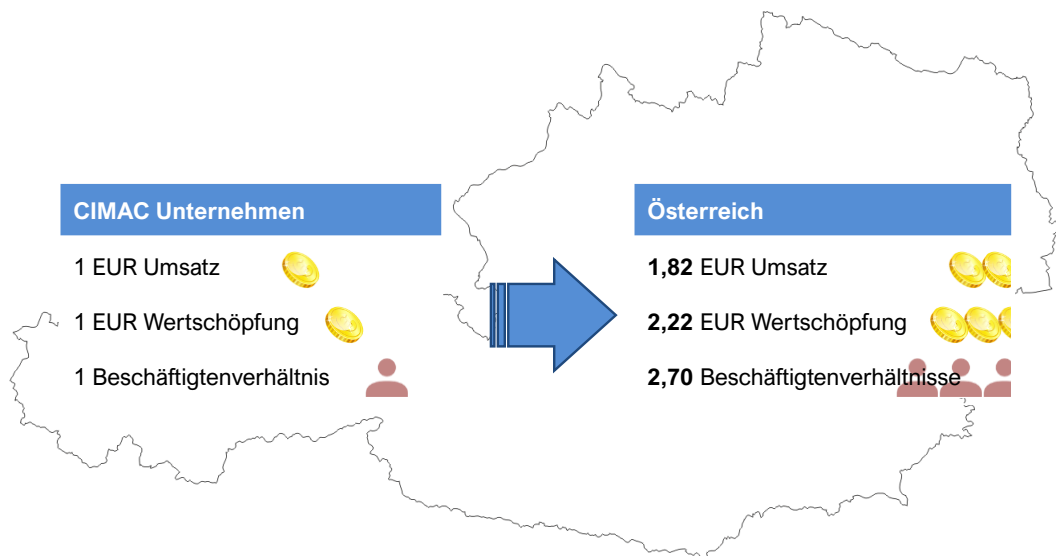 CIMAC Unternehmen
1 EUR Umsatz
1 EUR Wertschöpfung
1 Beschäftigtenverhältnis
Österreich
1,82 EUR Umsatz
2,22 EUR Wertschöpfung
2,70 Beschäftigtenverhältnisse